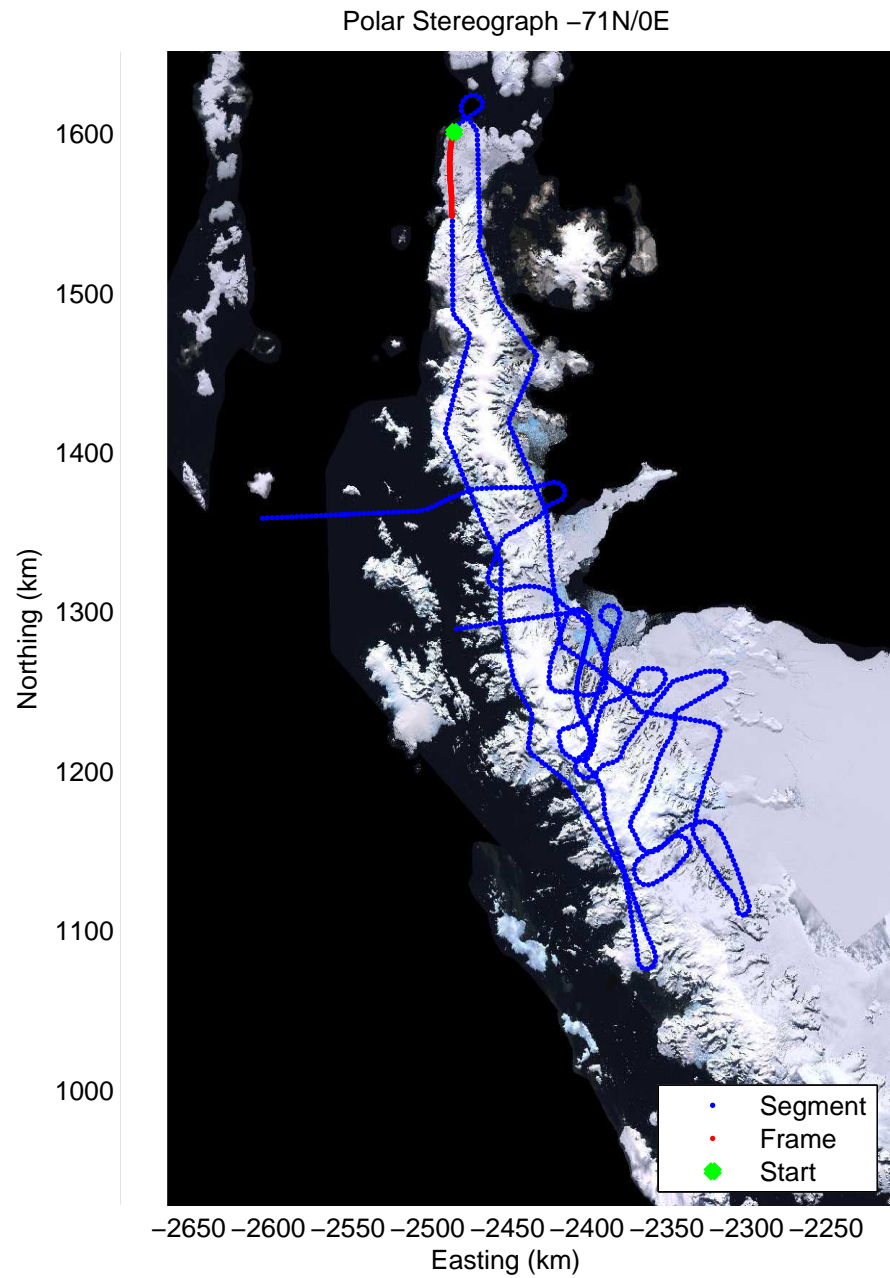 Polar Stereograph −71N/0E
1600
1500
1400
1300
1200
1100
1000
Northing (km)
Segment
Frame
Start
−2650 −2600 −2550 −2500 −2450 −2400 −2350 −2300 −2250
Easting (km)